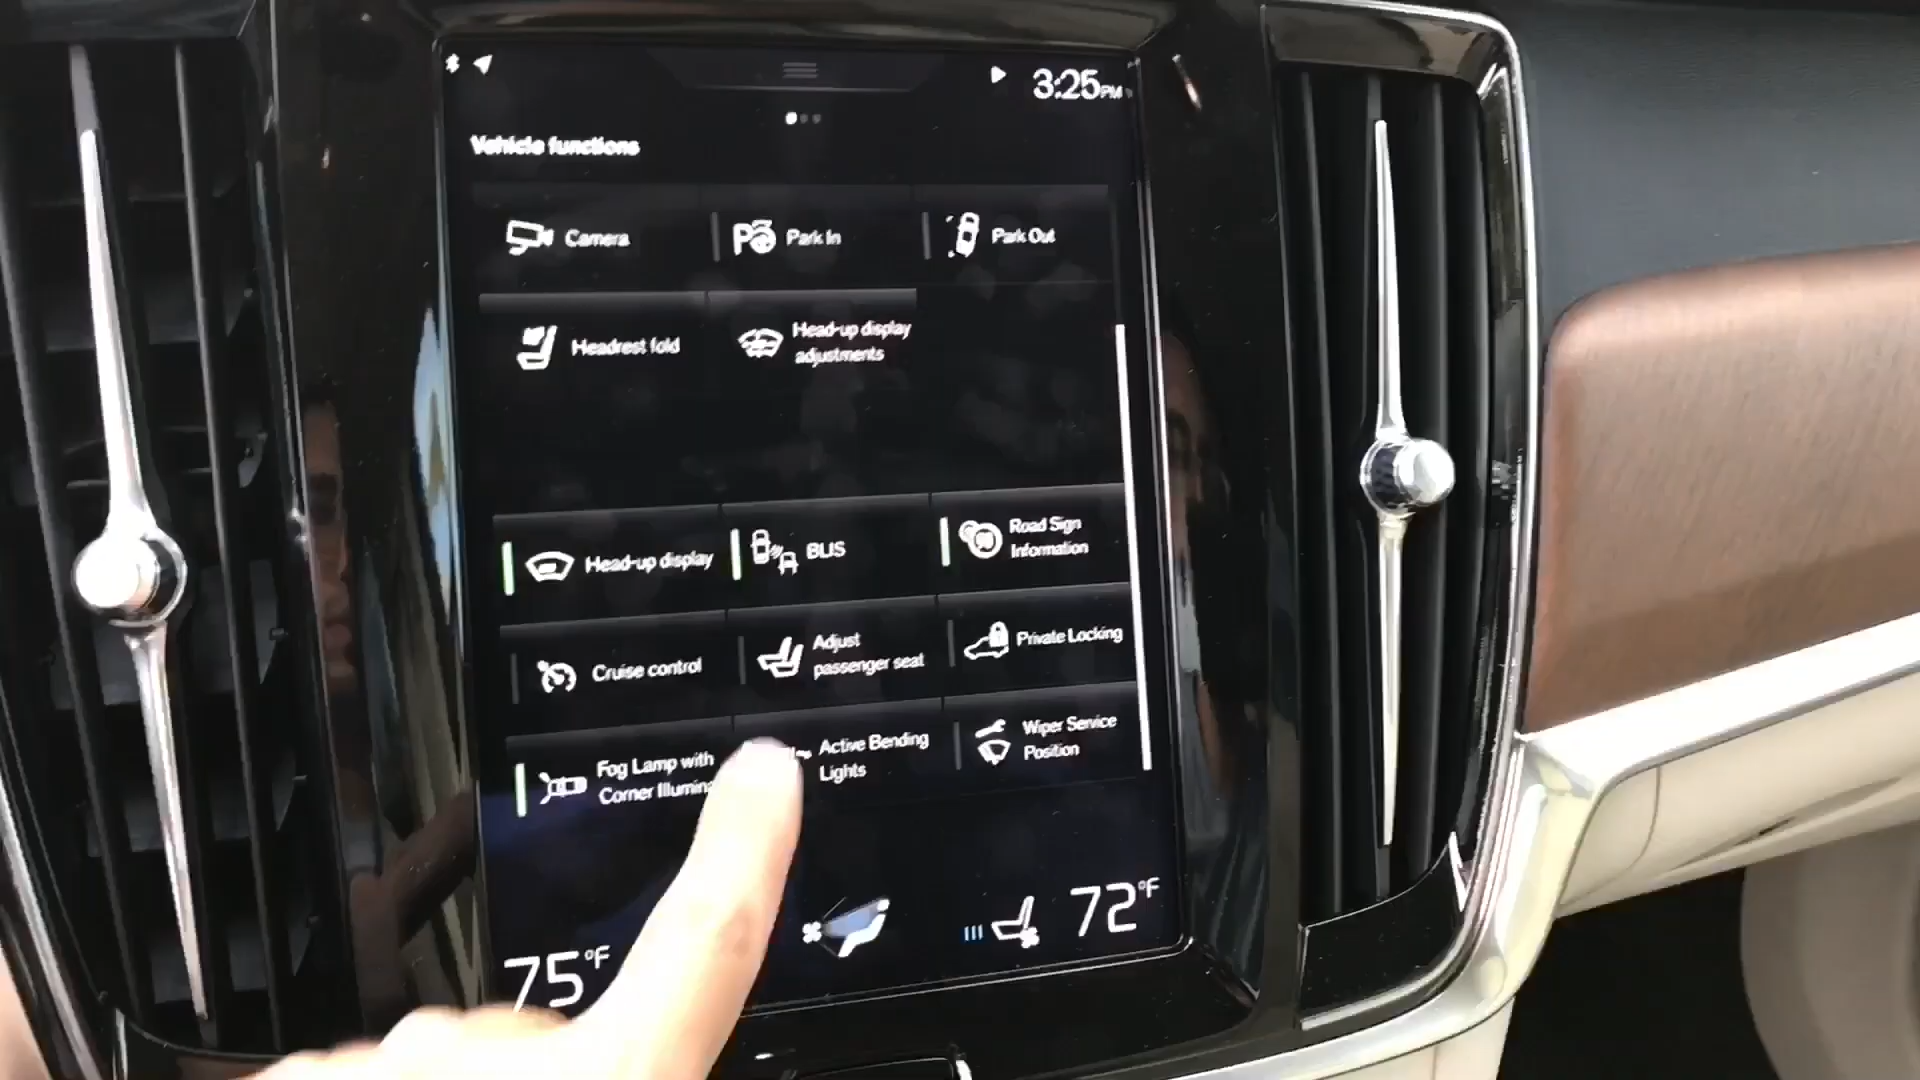 3:25PM
Vehicle functions
Camera
Park In
Park Out
Headrest fold
Head-up display
adjustments
Head-up display
BLIS
Road Sign
Information
Cruise control
Adjust
passenger seat
Private Locking
Fog Lamp with
Corner
Active Bending
Lights
Wiper Service
Position
75°F
72°F